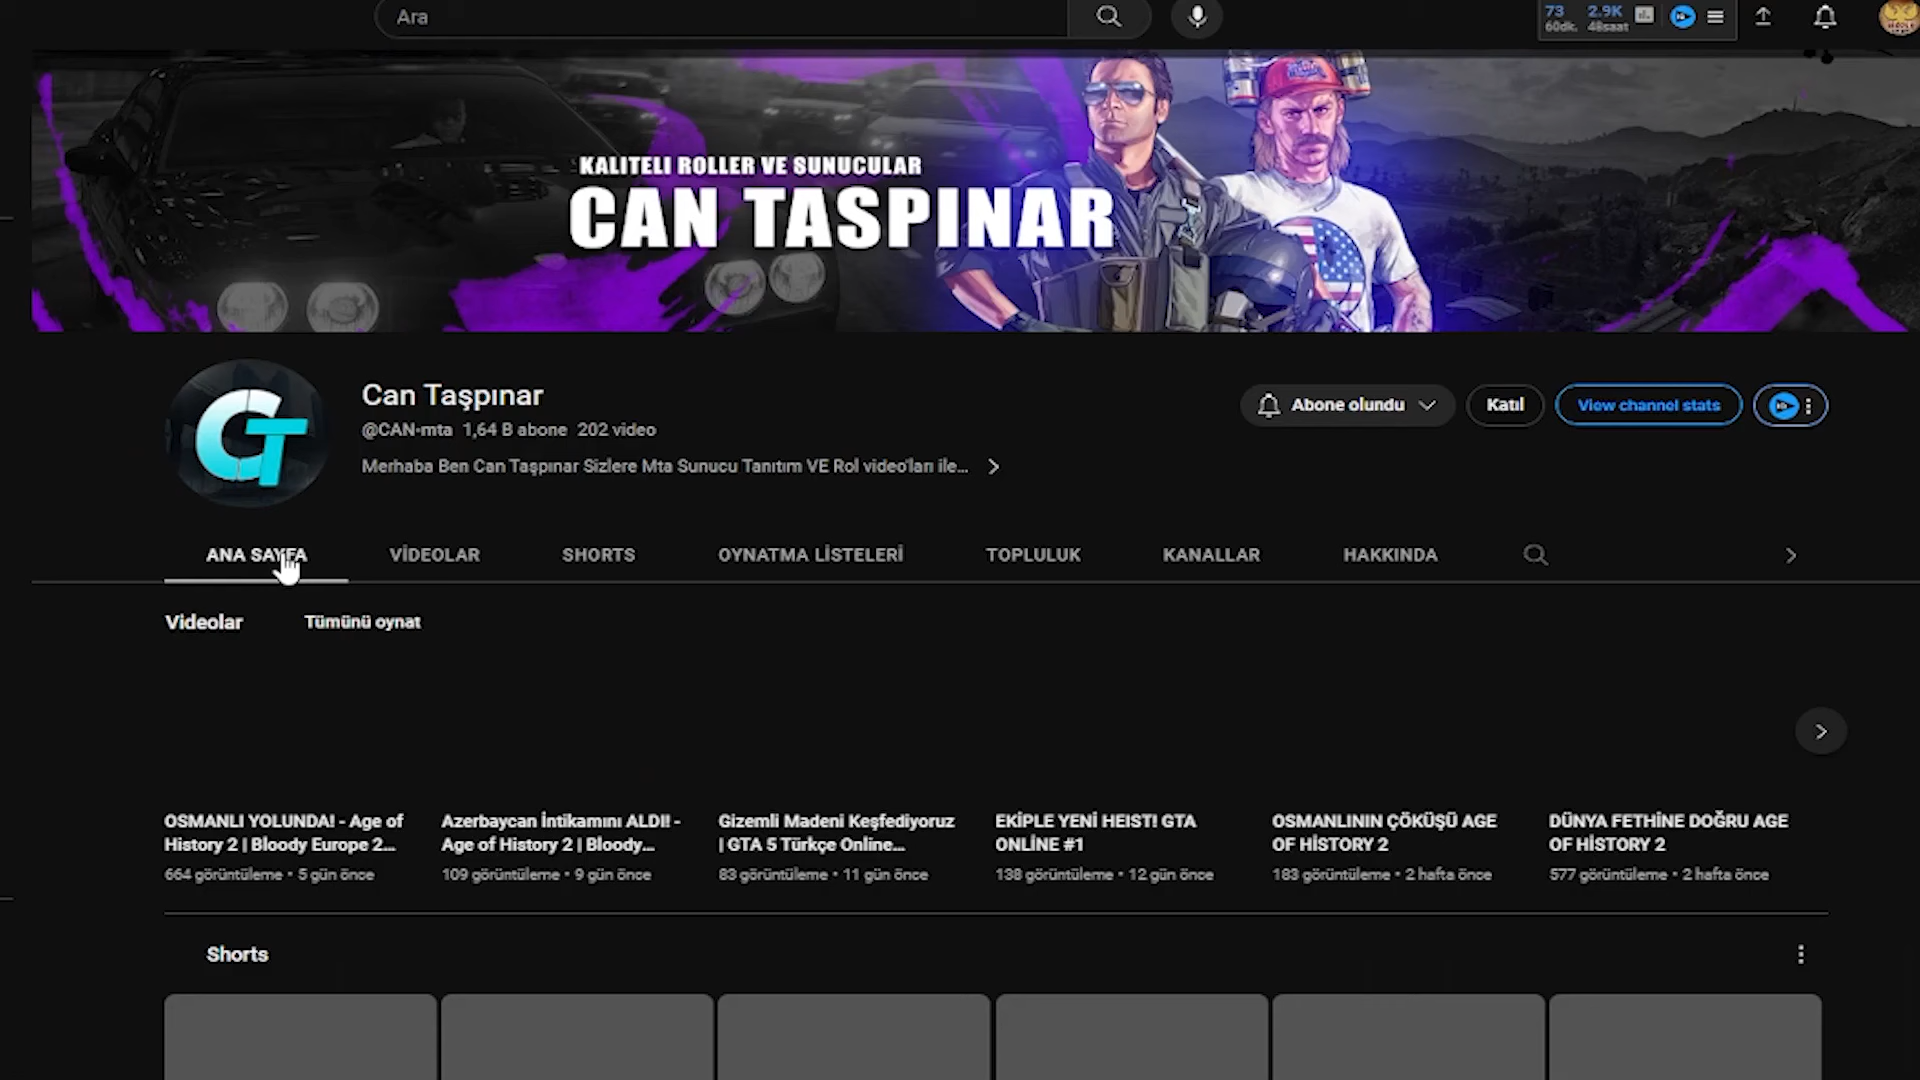 Ara
73 2.9K
60dk. 48saat
KALITELI ROLLER VE SUNUCULAR
CAN TASPINAR
CT
Can Taşpınar
@CAN-mta 1,64 B abone 202 video
Merhaba Ben Can Taşpınar Sizlere Mta Sunucu Tanıtım VE Rol video'ları ile...
Abone olundu
Katıl
View channel stats
ANA SAYFA
VİDEOLAR
SHORTS
OYNATMA LİSTELERİ
TOPLULUK
KANALLAR
HAKKINDA
Videolar
Tümünü oynat
OSMANLI YOLUNDA! - Age of
History 2 | Bloody Europe 2...
664 görüntüleme • 5 gün önce
Azerbaycan İntikamını ALDI! -
Age of History 2 | Bloody...
109 görüntüleme • 9 gün önce
Gizemli Madeni Keşfediyoruz
| GTA 5 Türkçe Online...
83 görüntüleme • 11 gün önce
EKİPLE YENİ HEIST! GTA
ONLİNE #1
138 görüntüleme • 12 gün önce
OSMANLININ ÇÖKÜŞÜ AGE
OF HİSTORY 2
183 görüntüleme • 2 hafta önce
DÜNYA FETHİNE DOĞRU AGE
OF HİSTORY 2
577 görüntüleme • 2 hafta önce
Shorts